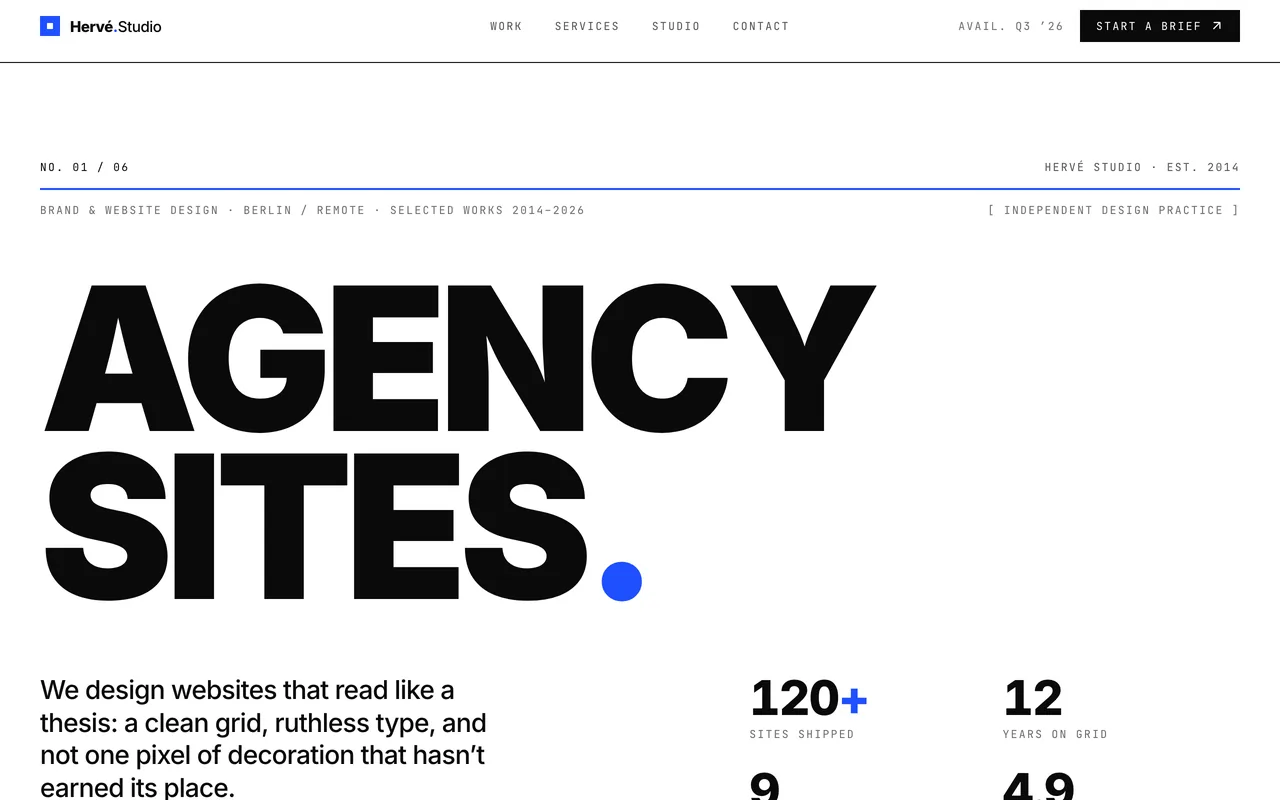 Hervé.Studio
WORK SERVICES STUDIO CONTACT
AVAIL. Q3 ’26
START A BRIEF
NO. 01 / 06
HERVÉ STUDIO · EST. 2014
BRAND & WEBSITE DESIGN · BERLIN / REMOTE · SELECTED WORKS 2014–2026
[ INDEPENDENT DESIGN PRACTICE ]
AGENCY
SITES.
We design websites that read like a
thesis: a clean grid, ruthless type, and
not one pixel of decoration that hasn’t
earned its place.
120+
SITES SHIPPED
12
YEARS ON GRID
9
4.9